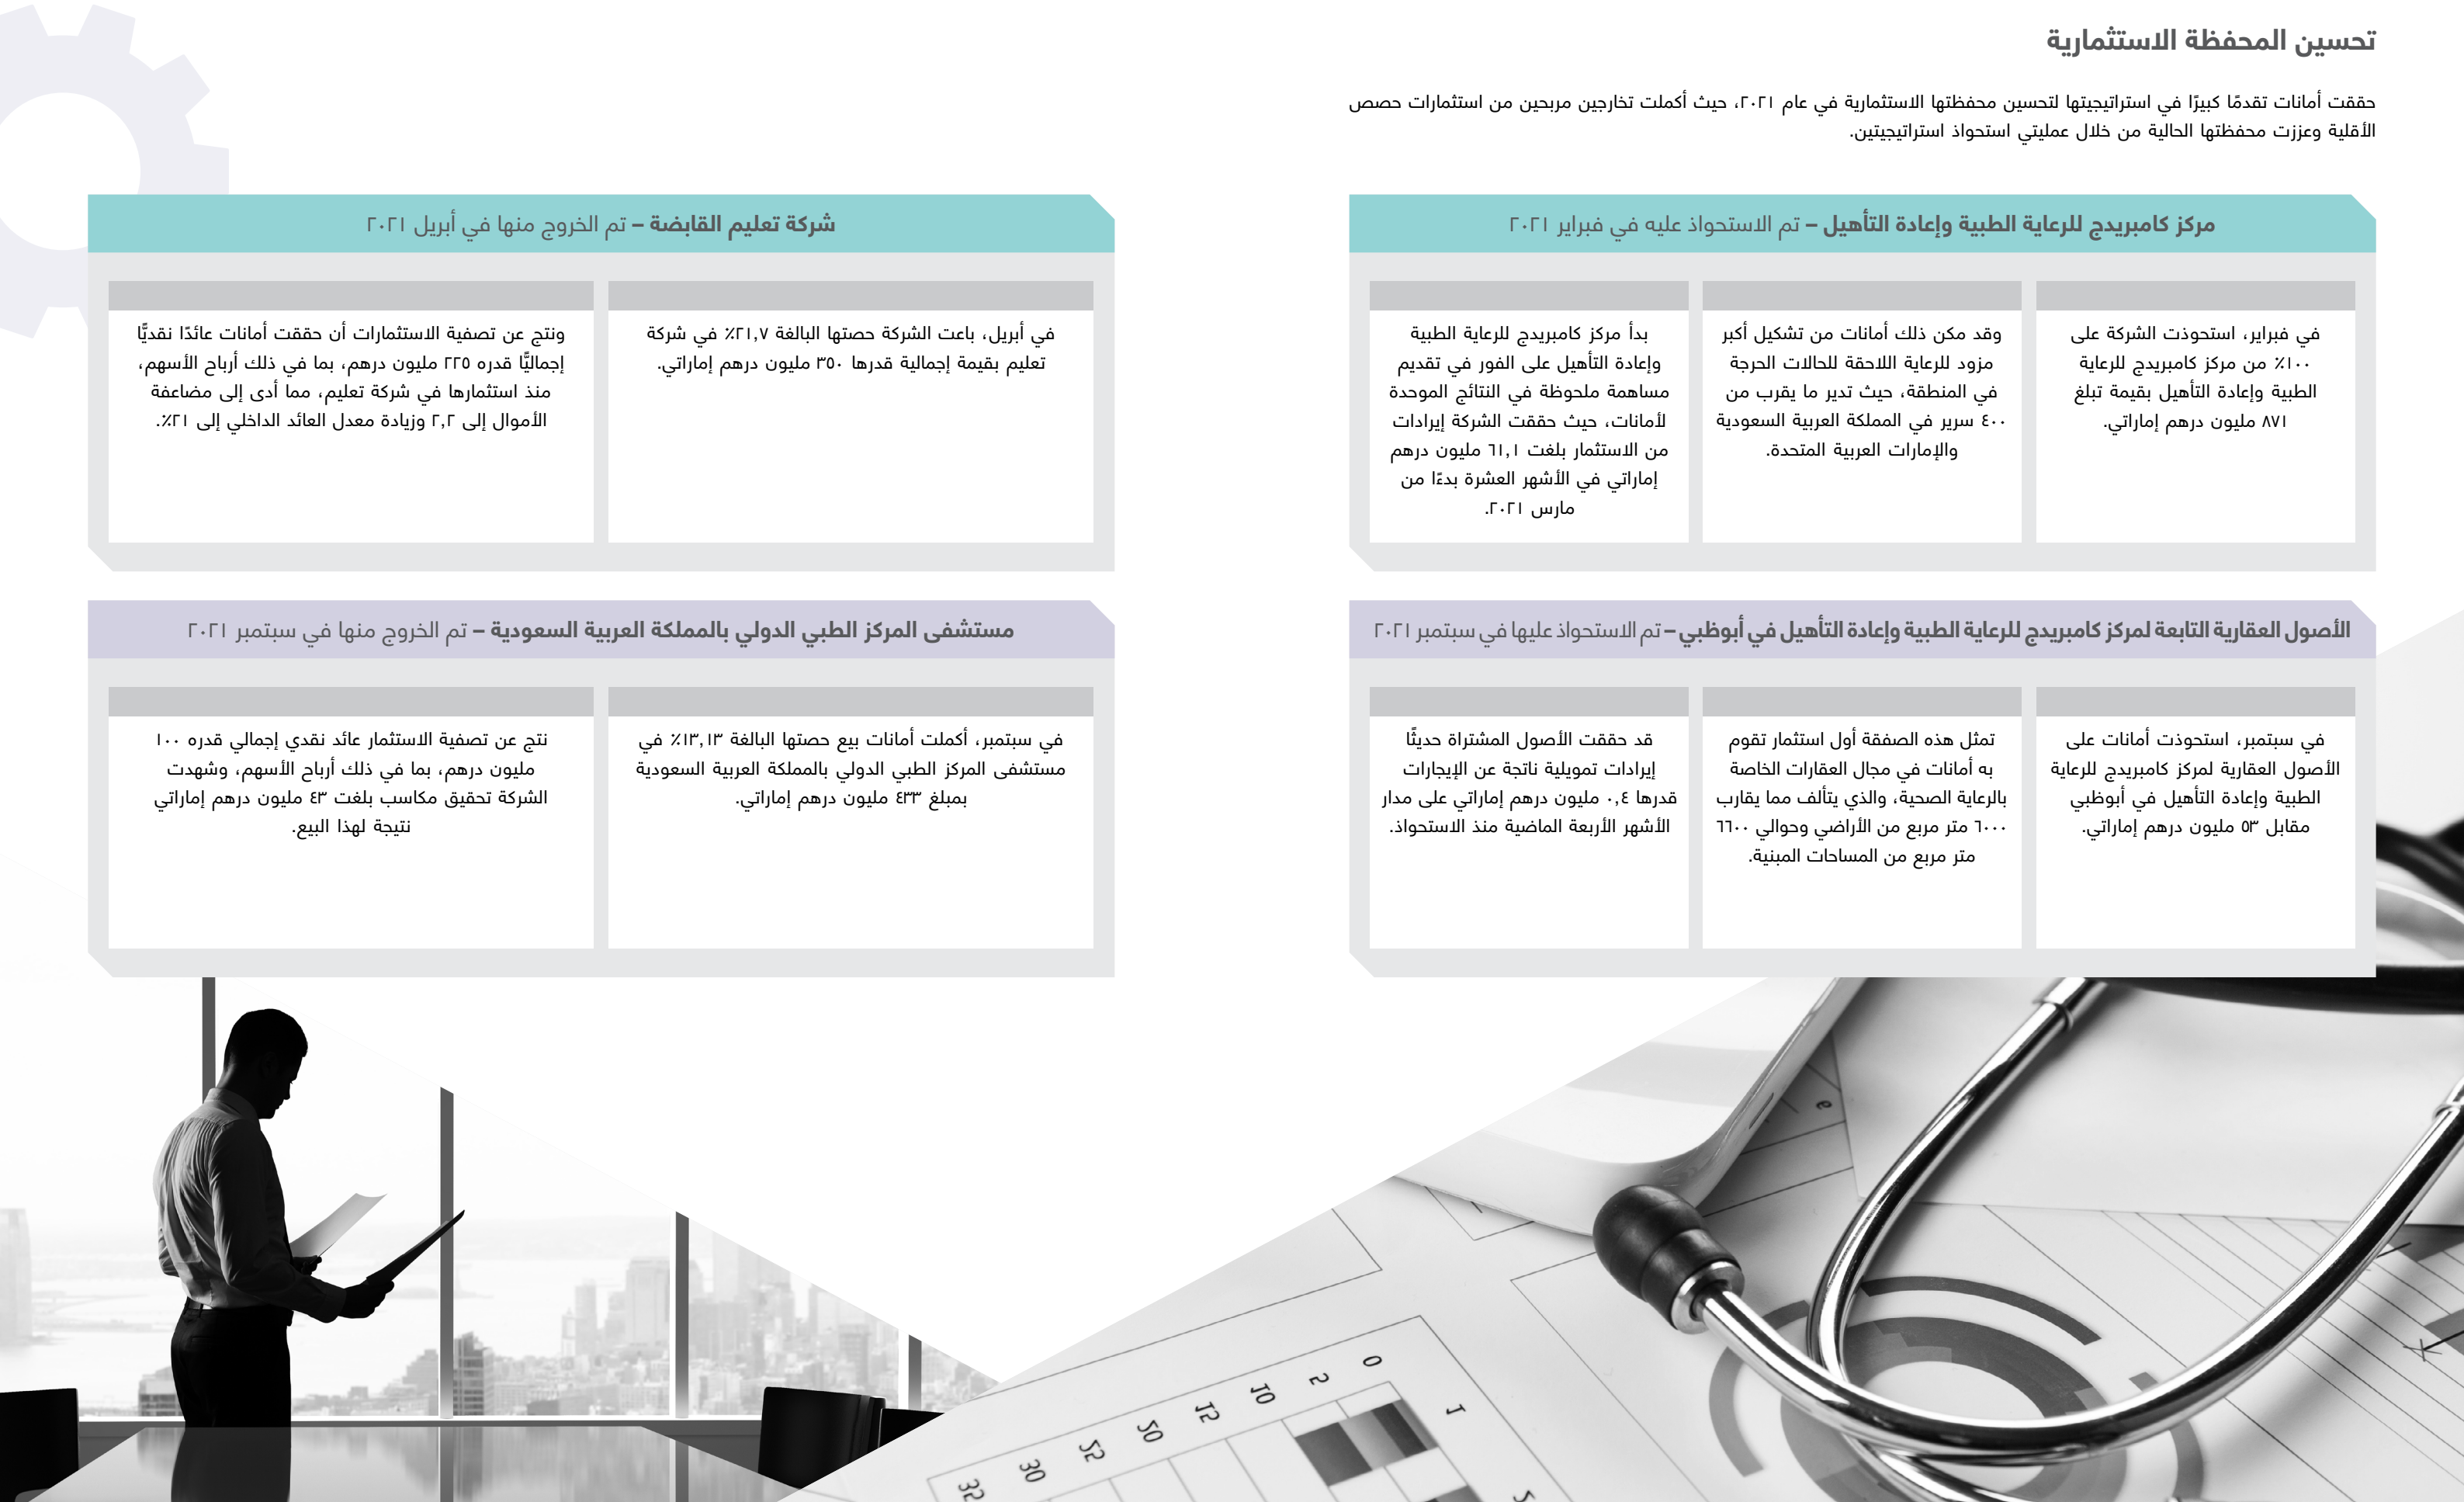 تحسين المحفظة الاستثمارية
حققت أمانات تقدمًا كبيرًا في استراتيجيتها لتحسين محفظتها الاستثمارية في عام ٢٠٢١، حيث أكملت تخارجين مربحين من استثمارات حصص
الأقلية وعززت محفظتها الحالية من خلال عمليتي استحواذ استراتيجيتين.
مركز كامبريدج للرعاية الطبية وإعادة التأهيل – تم الاستحواذ عليه في فبراير ٢٠٢١
في فبراير، استحوذت الشركة على
١٠٠٪ من مركز كامبريدج للرعاية
الطبية وإعادة التأهيل بقيمة تبلغ
٨٧١ مليون درهم إماراتي.
وقد مكن ذلك أمانات من تشكيل أكبر
مزود للرعاية اللاحقة للحالات الحرجة
في المنطقة، حيث تدير ما يقرب من
٤٠٠ سرير في المملكة العربية السعودية
والإمارات العربية المتحدة.
بدأ مركز كامبريدج للرعاية الطبية
وإعادة التأهيل على الفور في تقديم
مساهمة ملحوظة في النتائج الموحدة
لأمانات، حيث حققت الشركة إيرادات
من الاستثمار بلغت ٦١,١ مليون درهم
إماراتي في الأشهر العشرة بدءًا من
مارس ٢٠٢١.
الأصول العقارية التابعة لمركز كامبريدج للرعاية الطبية وإعادة التأهيل في أبوظبي – تم الاستحواذ عليها في سبتمبر ٢٠٢١
في سبتمبر، استحوذت أمانات على
الأصول العقارية لمركز كامبريدج للرعاية
الطبية وإعادة التأهيل في أبوظبي
مقابل ٥٣ مليون درهم إماراتي.
تمثل هذه الصفقة أول استثمار تقوم
به أمانات في مجال العقارات الخاصة
بالرعاية الصحية، والذي يتألف مما يقارب
٦٠٠٠ متر مربع من الأراضي وحوالي ٦٦٠٠
متر مربع من المساحات المبنية.
قد حققت الأصول المشتراة حديثًا
إيرادات تمويلية ناتجة عن الإيجارات
قدرها ٠,٤ مليون درهم إماراتي على مدار
الأشهر الأربعة الماضية منذ الاستحواذ.
شركة تعليم القابضة – تم الخروج منها في أبريل ٢٠٢١
في أبريل، باعت الشركة حصتها البالغة ٢١,٧٪ في شركة
تعليم بقيمة إجمالية قدرها ٣٥٠ مليون درهم إماراتي.
ونتج عن تصفية الاستثمارات أن حققت أمانات عائدًا نقديًّا
إجماليًّا قدره ٢٢٥ مليون درهم، بما في ذلك أرباح الأسهم،
منذ استثمارها في شركة تعليم، مما أدى إلى مضاعفة
الأموال إلى ٢,٢ وزيادة معدل العائد الداخلي إلى ٢١٪.
مستشفى المركز الطبي الدولي بالمملكة العربية السعودية – تم الخروج منها في سبتمبر ٢٠٢١
في سبتمبر، أكملت أمانات بيع حصتها البالغة ١٣,١٣٪ في
مستشفى المركز الطبي الدولي بالمملكة العربية السعودية
بمبلغ ٤٣٣ مليون درهم إماراتي.
نتج عن تصفية الاستثمار عائد نقدي إجمالي قدره ١٠٠
مليون درهم، بما في ذلك أرباح الأسهم، وشهدت
الشركة تحقيق مكاسب بلغت ٤٣ مليون درهم إماراتي
نتيجة لهذا البيع.